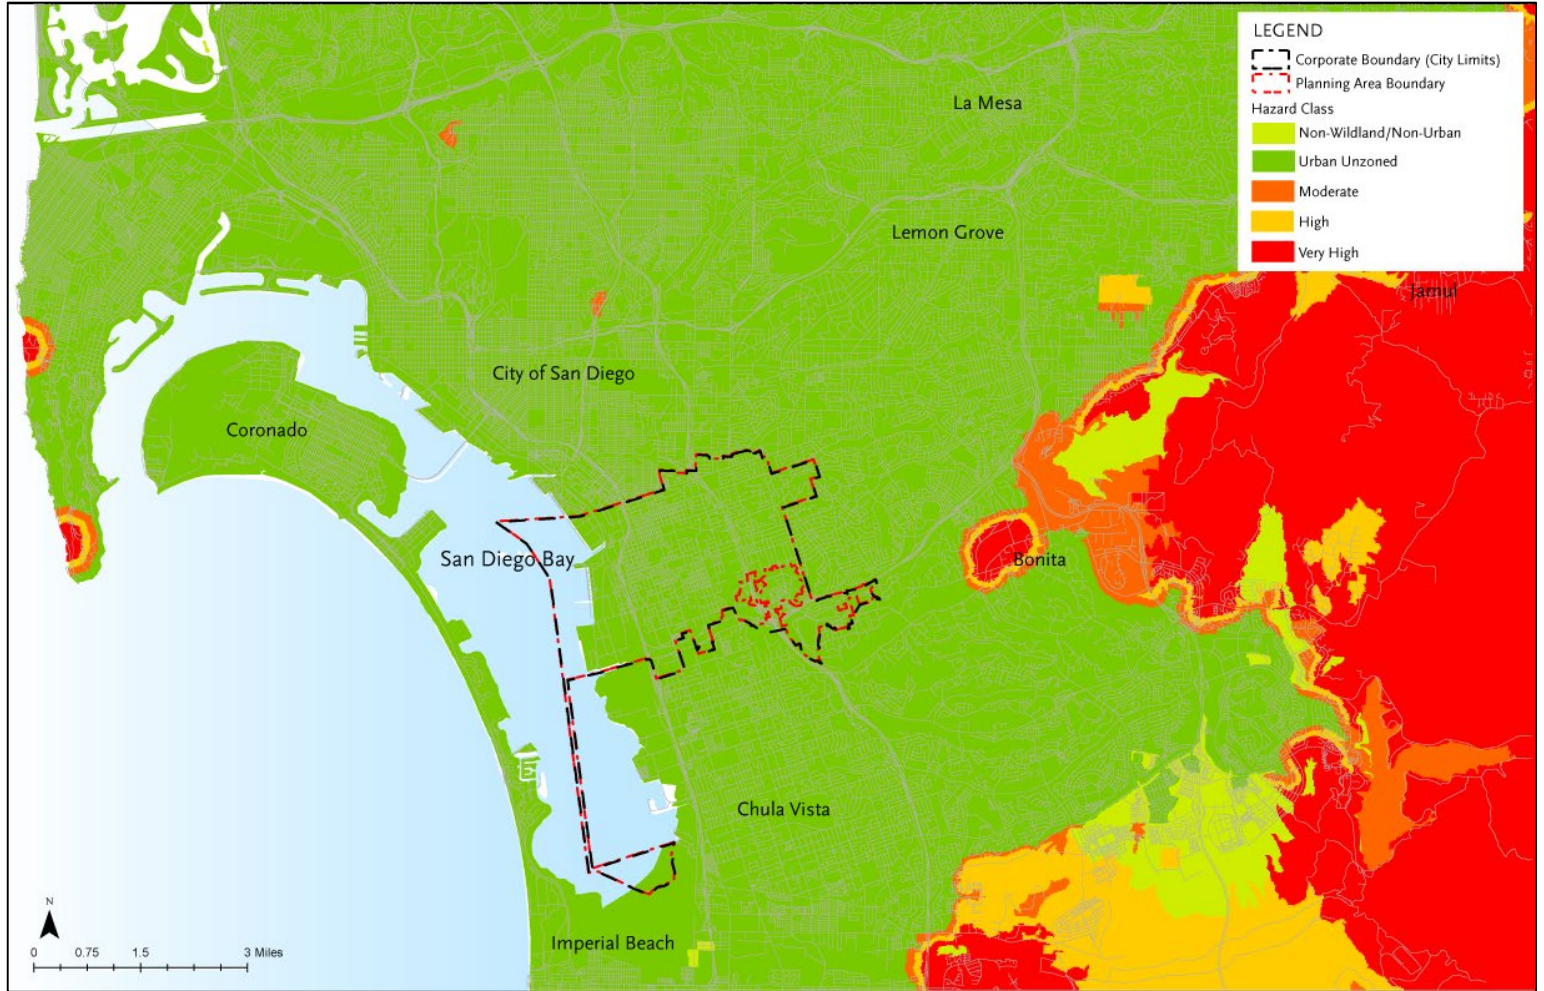 LEGEND
Corporate Boundary (City Limits)
Planning Area Boundary
Hazard Class
Non-Wildland/Non-Urban
Urban Unzoned
Moderate
High
Very High
La Mesa
Lemon Grove
Jamul
City of San Diego
Coronado
San Diego Bay
Bonita
Chula Vista
Imperial Beach
N
0 0.75 1.5 3 Miles